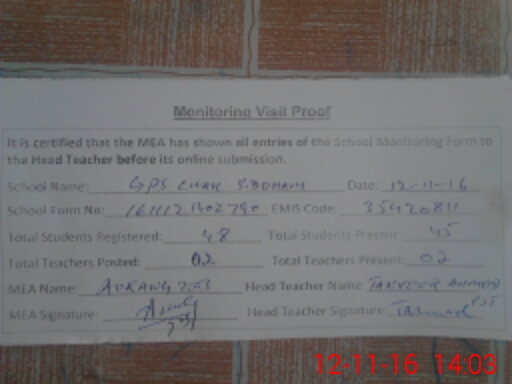 Monitoring Visit Proof
It is certified that the MEA has shown all entries of the School Monitoring Form to
the Head Teacher before its online submission.
School Name: GPS CHAK Date: 12-11-16
School Form No: EMIS Code:
Total Students Registered: 48 Total Students Present: 45
Total Teachers Posted: 02 Total Teachers Present: 02
MEA Name: Head Teacher Name: TANVEER AHMED
MEA Signature: Head Teacher Signature:
12-11-16 14:03